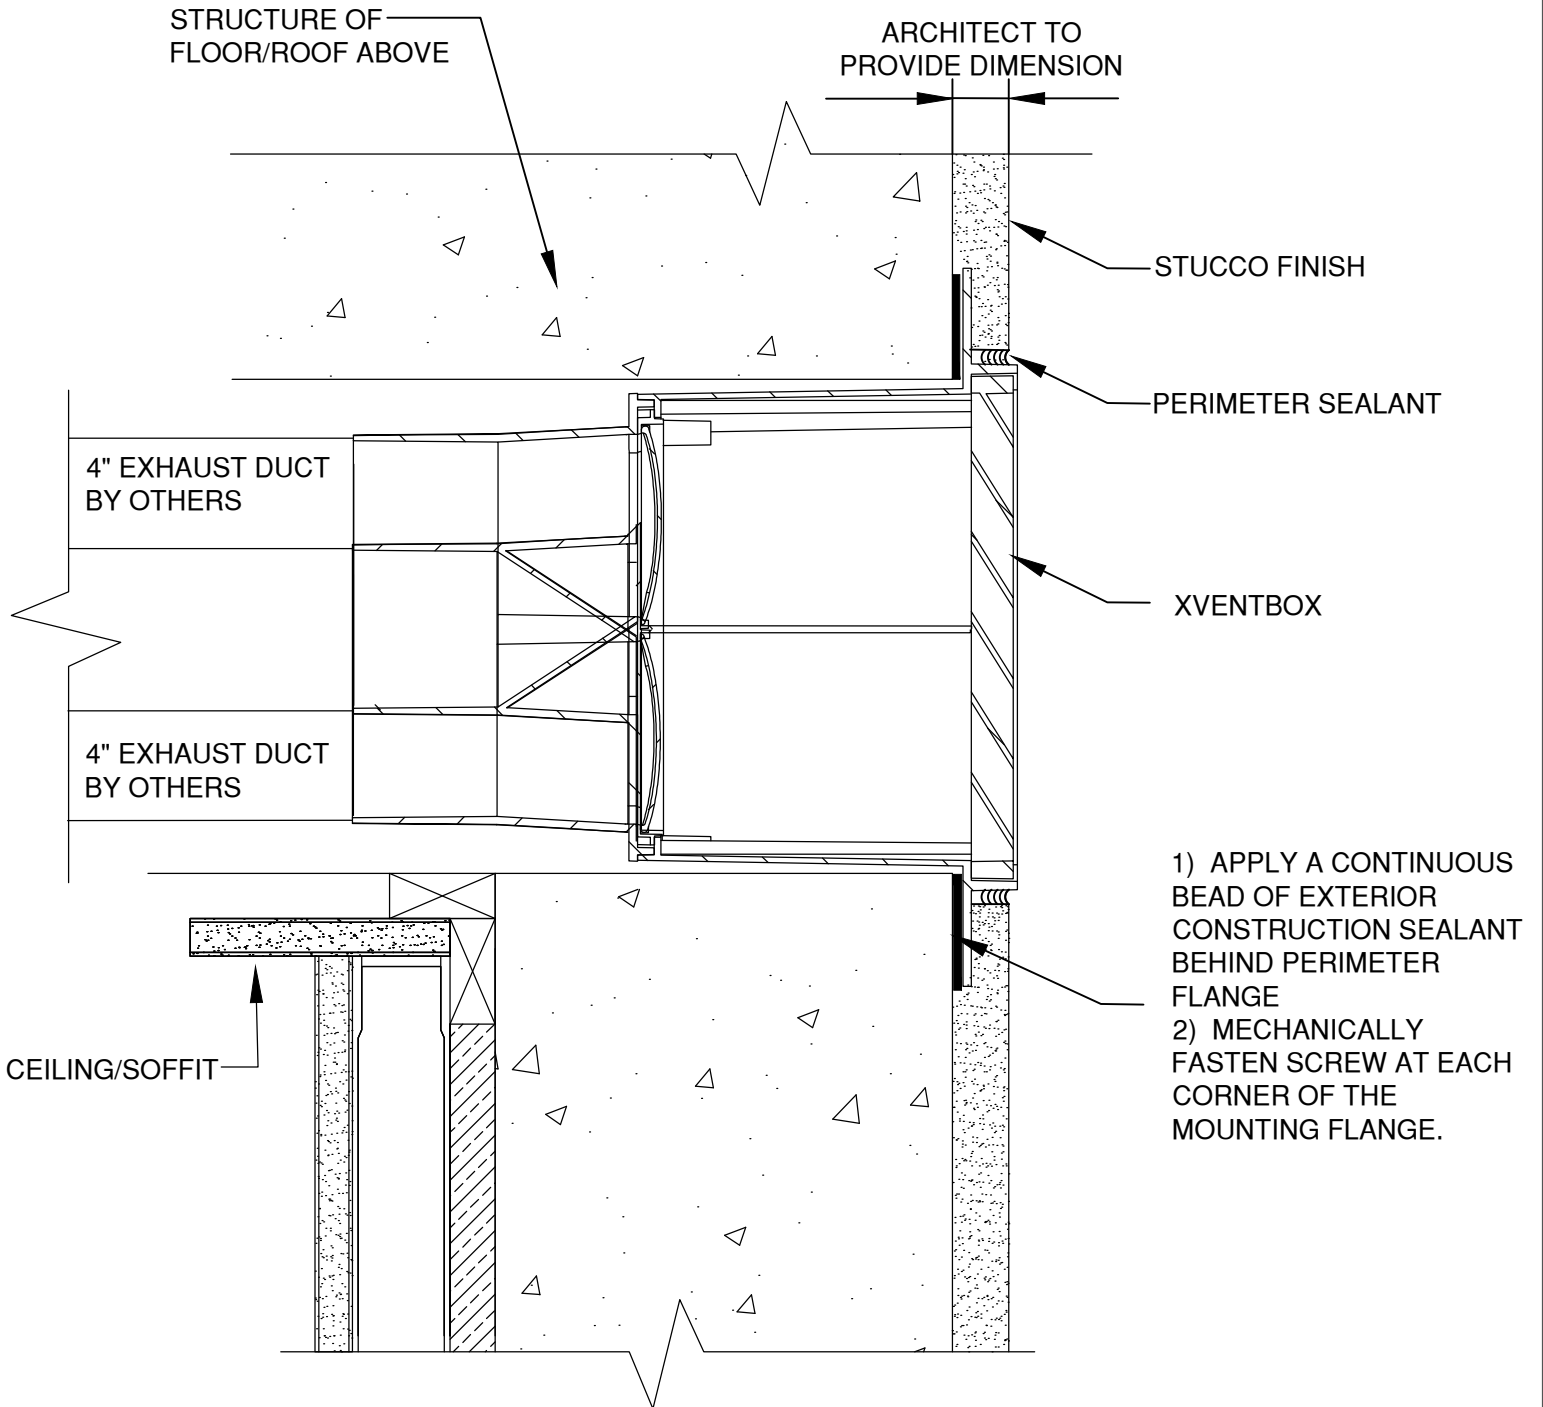 STRUCTURE OF
FLOOR/ROOF ABOVE
ARCHITECT TO
PROVIDE DIMENSION
STUCCO FINISH
PERIMETER SEALANT
4" EXHAUST DUCT
BY OTHERS
XVENTBOX
4" EXHAUST DUCT
BY OTHERS
1) APPLY A CONTINUOUS
BEAD OF EXTERIOR
CONSTRUCTION SEALANT
BEHIND PERIMETER
FLANGE
2) MECHANICALLY
FASTEN SCREW AT EACH
CORNER OF THE
MOUNTING FLANGE.
CEILING/SOFFIT